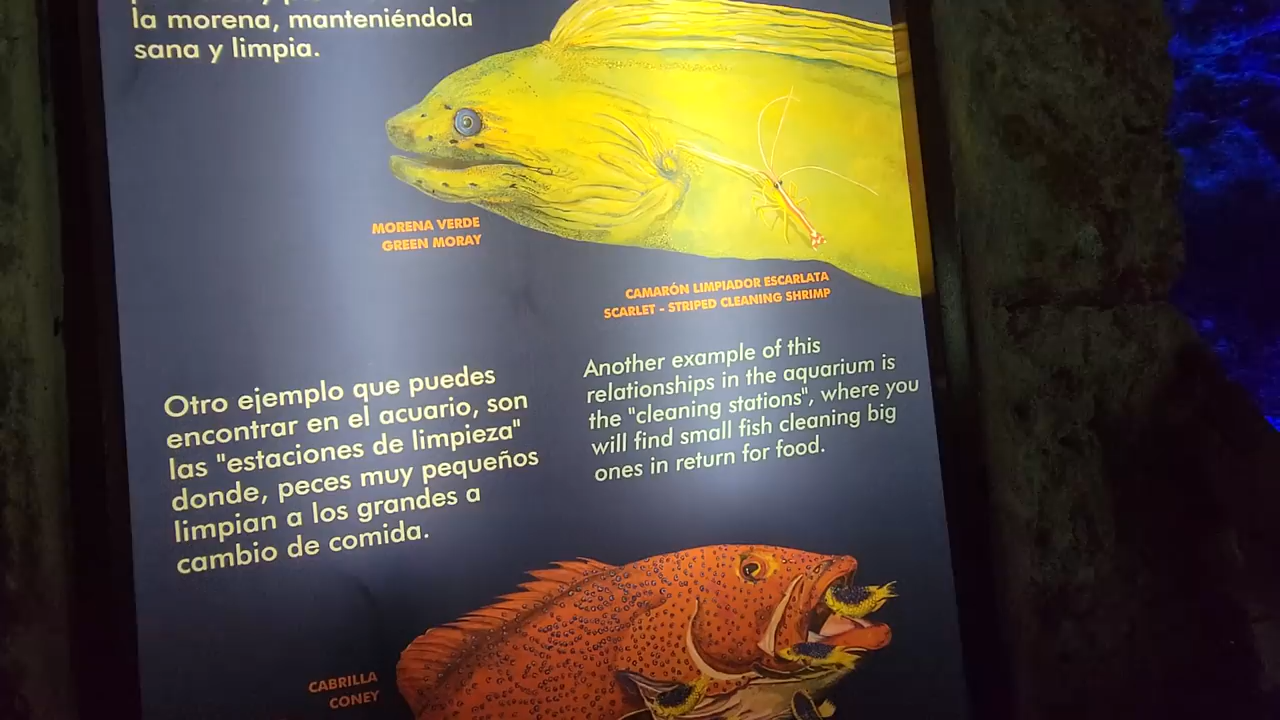 la morena, manteniéndola
sana y limpia.
MORENA VERDE
GREEN MORAY
CAMARÓN LIMPIADOR ESCARLATA
SCARLET - STRIPED CLEANING SHRIMP
Otro ejemplo que puedes
encontrar en el acuario, son
las "estaciones de limpieza"
donde, peces muy pequeños
limpian a los grandes a
cambio de comida.
Another example of this
relationships in the aquarium is
the "cleaning stations", where you
will find small fish cleaning big
ones in return for food.
CABRILLA
CONEY